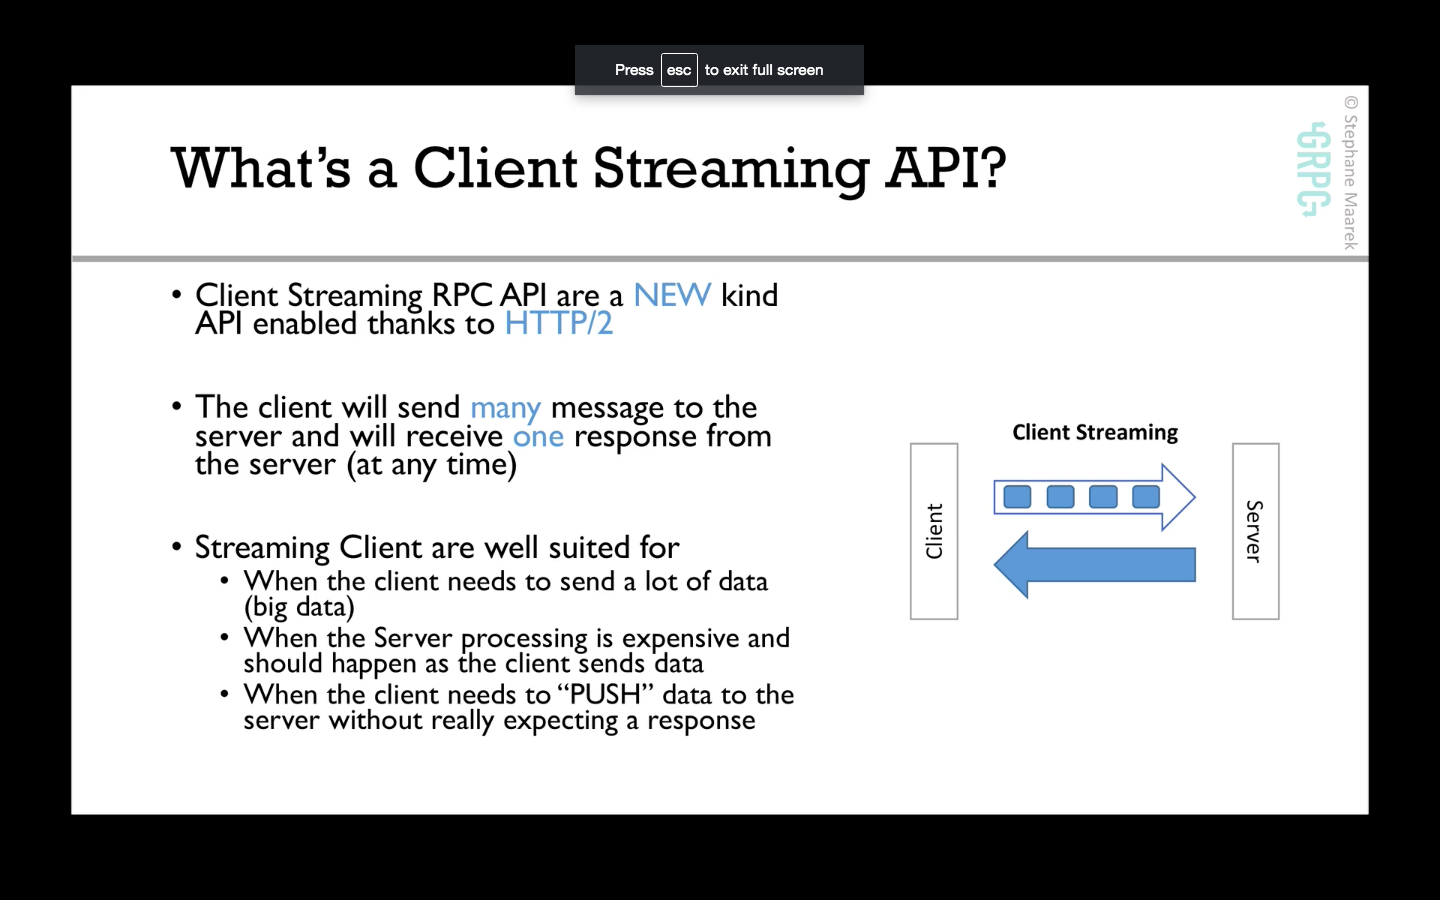 Press esc to exit full screen
© Stephane Maarek
GRPC
What's a Client Streaming API?
• Client Streaming RPC API are a NEW kind
API enabled thanks to HTTP/2
• The client will send many message to the
server and will receive one response from
the server (at any time)
• Streaming Client are well suited for
• When the client needs to send a lot of data
(big data)
• When the Server processing is expensive and
should happen as the client sends data
• When the client needs to “PUSH” data to the
server without really expecting a response
Client Streaming
Client
Server